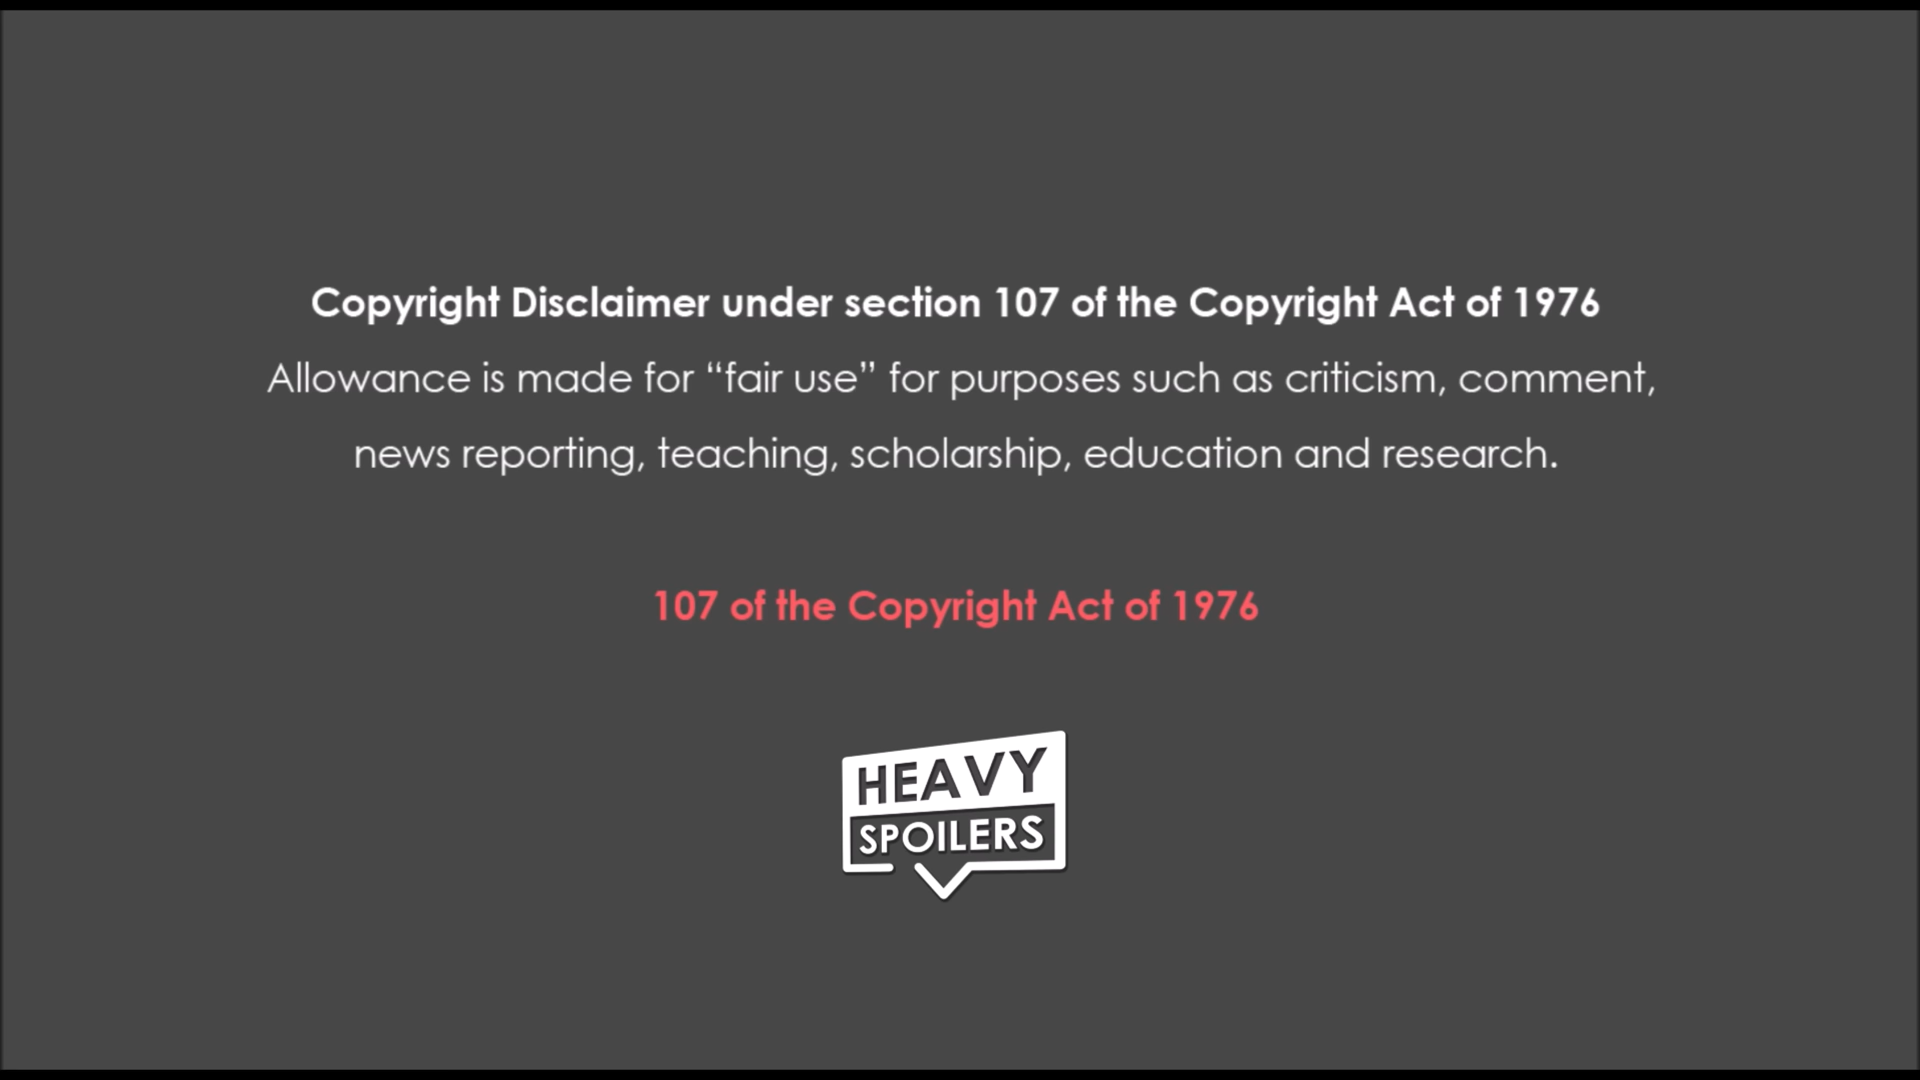 Copyright Disclaimer under section 107 of the Copyright Act of 1976
Allowance is made for “fair use” for purposes such as criticism, comment,
news reporting, teaching, scholarship, education and research.
107 of the Copyright Act of 1976
HEAVY
SPOILERS